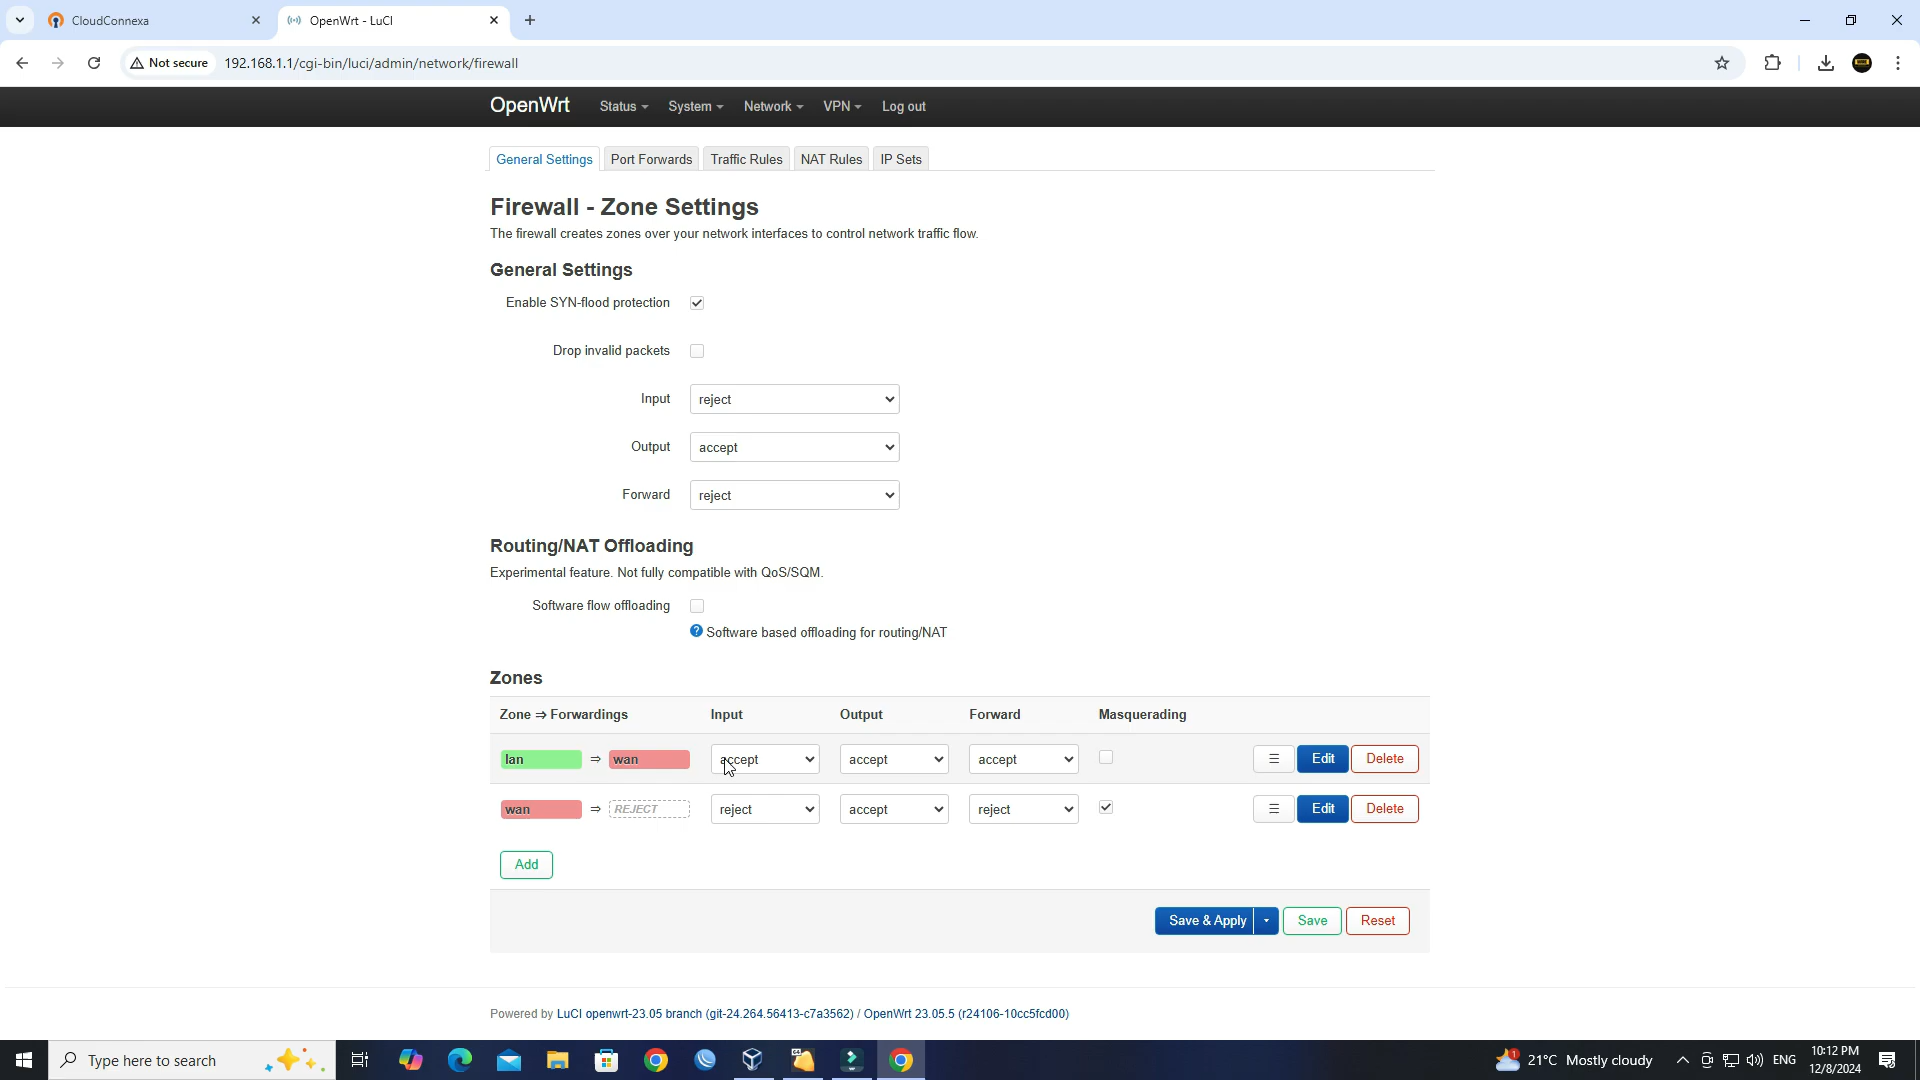 CloudConnexa
OpenWrt - LuCI
Not secure
192.168.1.1/cgi-bin/luci/admin/network/firewall
OpenWrt Status System Network VPN Log out
General Settings Port Forwards Traffic Rules NAT Rules IP Sets
Firewall - Zone Settings
The firewall creates zones over your network interfaces to control network traffic flow.
General Settings
Enable SYN-flood protection
Drop invalid packets
Input reject
Output accept
Forward reject
Routing/NAT Offloading
Experimental feature. Not fully compatible with QoS/SQM.
Software flow offloading
Software based offloading for routing/NAT
Zones
Zone ⇒ Forwardings Input Output Forward Masquerading
lan ⇒ wan accept accept accept Edit Delete
wan ⇒ REJECT reject accept reject Edit Delete
Add
Save & Apply Save Reset
Powered by LuCI openwrt-23.05 branch (git-24.264.56413-c7a3562) / OpenWrt 23.05.5 (r24106-10cc5fcd00)
Type here to search
21°C Mostly cloudy
ENG
10:12 PM
12/8/2024